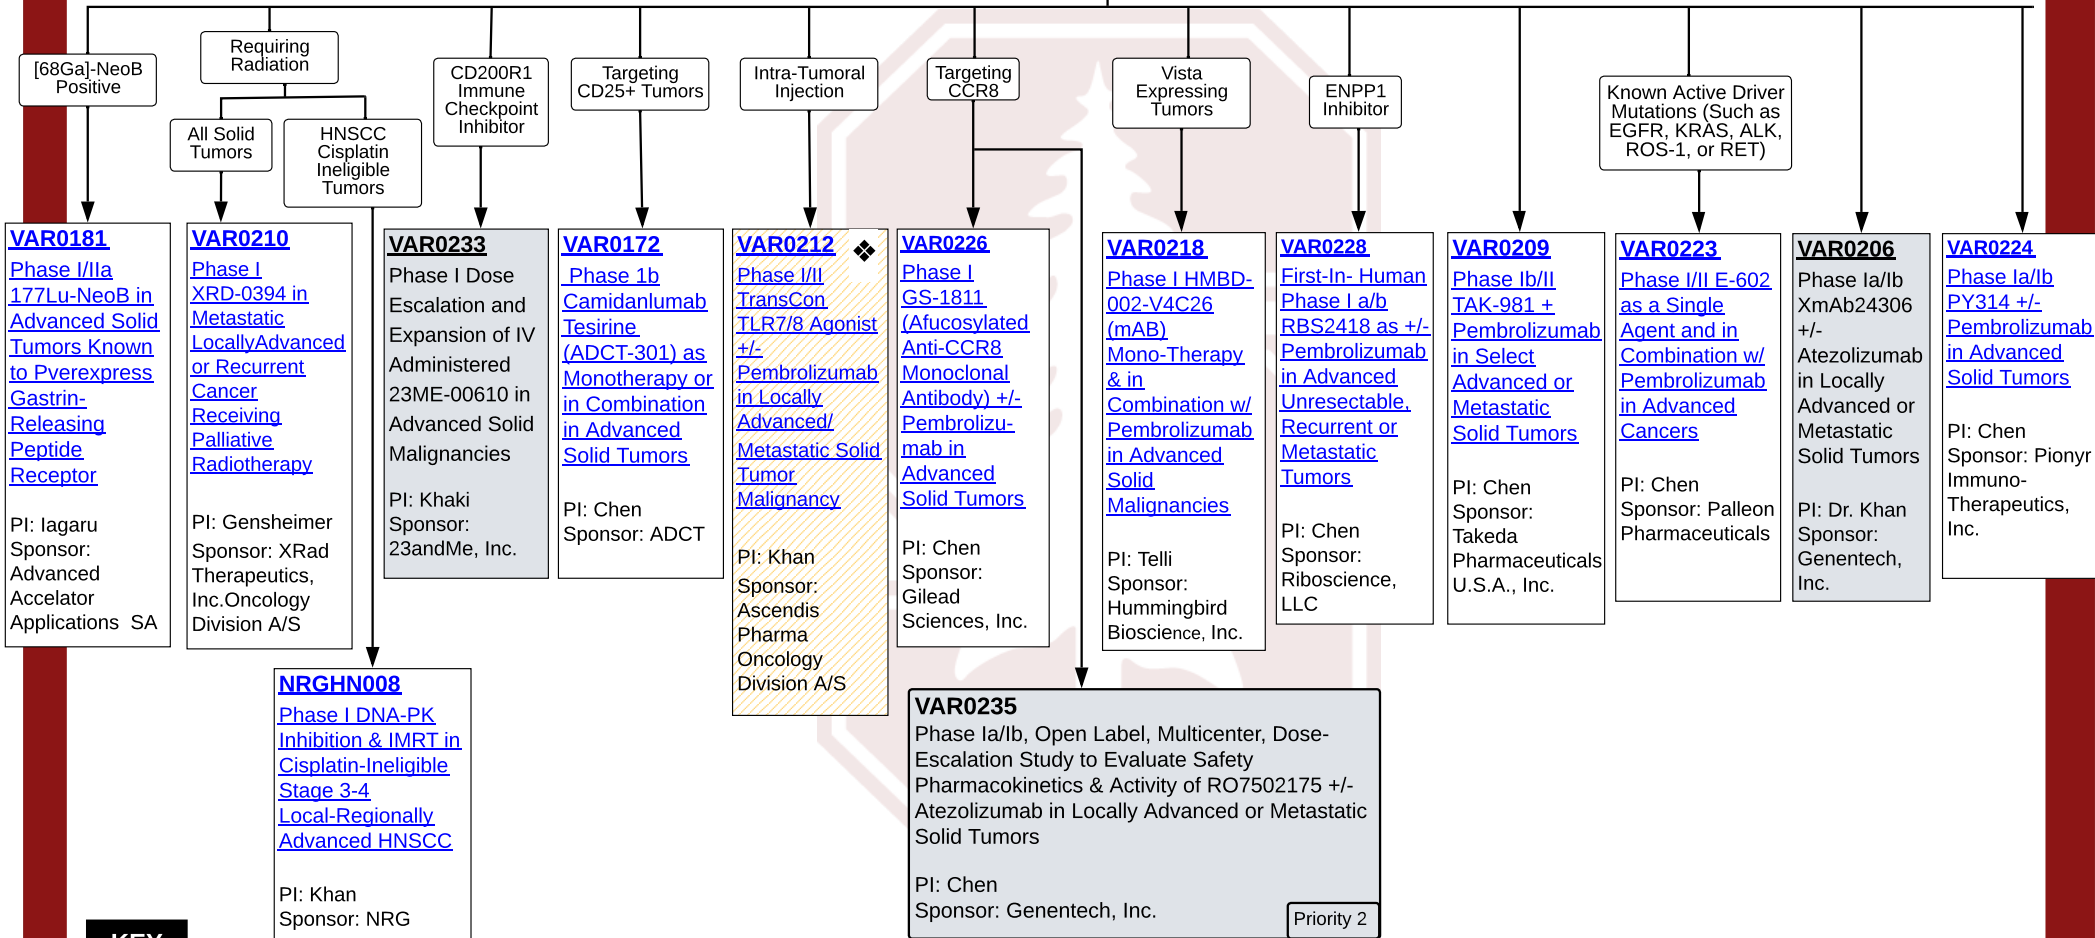 [68Ga]-NeoB
Positive
Requiring
Radiation
All Solid
Tumors
HNSCC
Cisplatin
Ineligible
Tumors
CD200R1
Immune
Checkpoint
Inhibitor
Targeting
CD25+ Tumors
Intra-Tumoral
Injection
Targeting
CCR8
Vista
Expressing
Tumors
ENPP1
Inhibitor
Known Active Driver
Mutations (Such as
EGFR, KRAS, ALK,
ROS-1, or RET)
VAR0181
Phase I/IIa
177Lu-NeoB in
Advanced Solid
Tumors Known
to Pverexpress
Gastrin-
Releasing
Peptide
Receptor
PI: Iagaru
Sponsor:
Advanced
Accelator
Applications SA
VAR0210
Phase I
XRD-0394 in
Metastatic
LocallyAdvanced
or Recurrent
Cancer
Receiving
Palliative
Radiotherapy
PI: Gensheimer
Sponsor: XRad
Therapeutics,
Inc.Oncology
Division A/S
NRGHN008
Phase I DNA-PK
Inhibition & IMRT in
Cisplatin-Ineligible
Stage 3-4
Local-Regionally
Advanced HNSCC
PI: Khan
Sponsor: NRG
VAR0233
Phase I Dose
Escalation and
Expansion of IV
Administered
23ME-00610 in
Advanced Solid
Malignancies
PI: Khaki
Sponsor:
23andMe, Inc.
VAR0172
Phase 1b
Camidanlumab
Tesirine
(ADCT-301) as
Monotherapy or
in Combination
in Advanced
Solid Tumors
PI: Chen
Sponsor: ADCT
VAR0212 ❖
Phase I/II
TransCon
TLR7/8 Agonist
+/-
Pembrolizumab
in Locally
Advanced/
Metastatic Solid
Tumor
Malignancy
PI: Khan
Sponsor:
Ascendis
Pharma
Oncology
Division A/S
VAR0226
Phase I
GS-1811
(Afucosylated
Anti-CCR8
Monoclonal
Antibody) +/-
Pembrolizu-
mab in
Advanced
Solid Tumors
PI: Chen
Sponsor:
Gilead
Sciences, Inc.
VAR0235
Phase Ia/Ib, Open Label, Multicenter, Dose-
Escalation Study to Evaluate Safety
Pharmacokinetics & Activity of RO7502175 +/-
Atezolizumab in Locally Advanced or Metastatic
Solid Tumors
PI: Chen
Sponsor: Genentech, Inc.
Priority 2
VAR0218
Phase I HMBD-
002-V4C26
(mAB)
Mono-Therapy
& in
Combination w/
Pembrolizumab
in Advanced
Solid
Malignancies
PI: Telli
Sponsor:
Hummingbird
Bioscience, Inc.
VAR0228
First-In- Human
Phase I a/b
RBS2418 as +/-
Pembrolizumab
in Advanced
Unresectable,
Recurrent or
Metastatic
Tumors
PI: Chen
Sponsor:
Riboscience,
LLC
VAR0209
Phase Ib/II
TAK-981 +
Pembrolizumab
in Select
Advanced or
Metastatic
Solid Tumors
PI: Chen
Sponsor:
Takeda
Pharmaceuticals
U.S.A., Inc.
VAR0223
Phase I/II E-602
as a Single
Agent and in
Combination w/
Pembrolizumab
in Advanced
Cancers
PI: Chen
Sponsor: Palleon
Pharmaceuticals
VAR0206
Phase Ia/Ib
XmAb24306
+/-
Atezolizumab
in Locally
Advanced or
Metastatic
Solid Tumors
PI: Dr. Khan
Sponsor:
Genentech,
Inc.
VAR0224
Phase Ia/Ib
PY314 +/-
Pembrolizumab
in Advanced
Solid Tumors
PI: Chen
Sponsor: Pionyr
Immuno-
Therapeutics,
Inc.
KEY